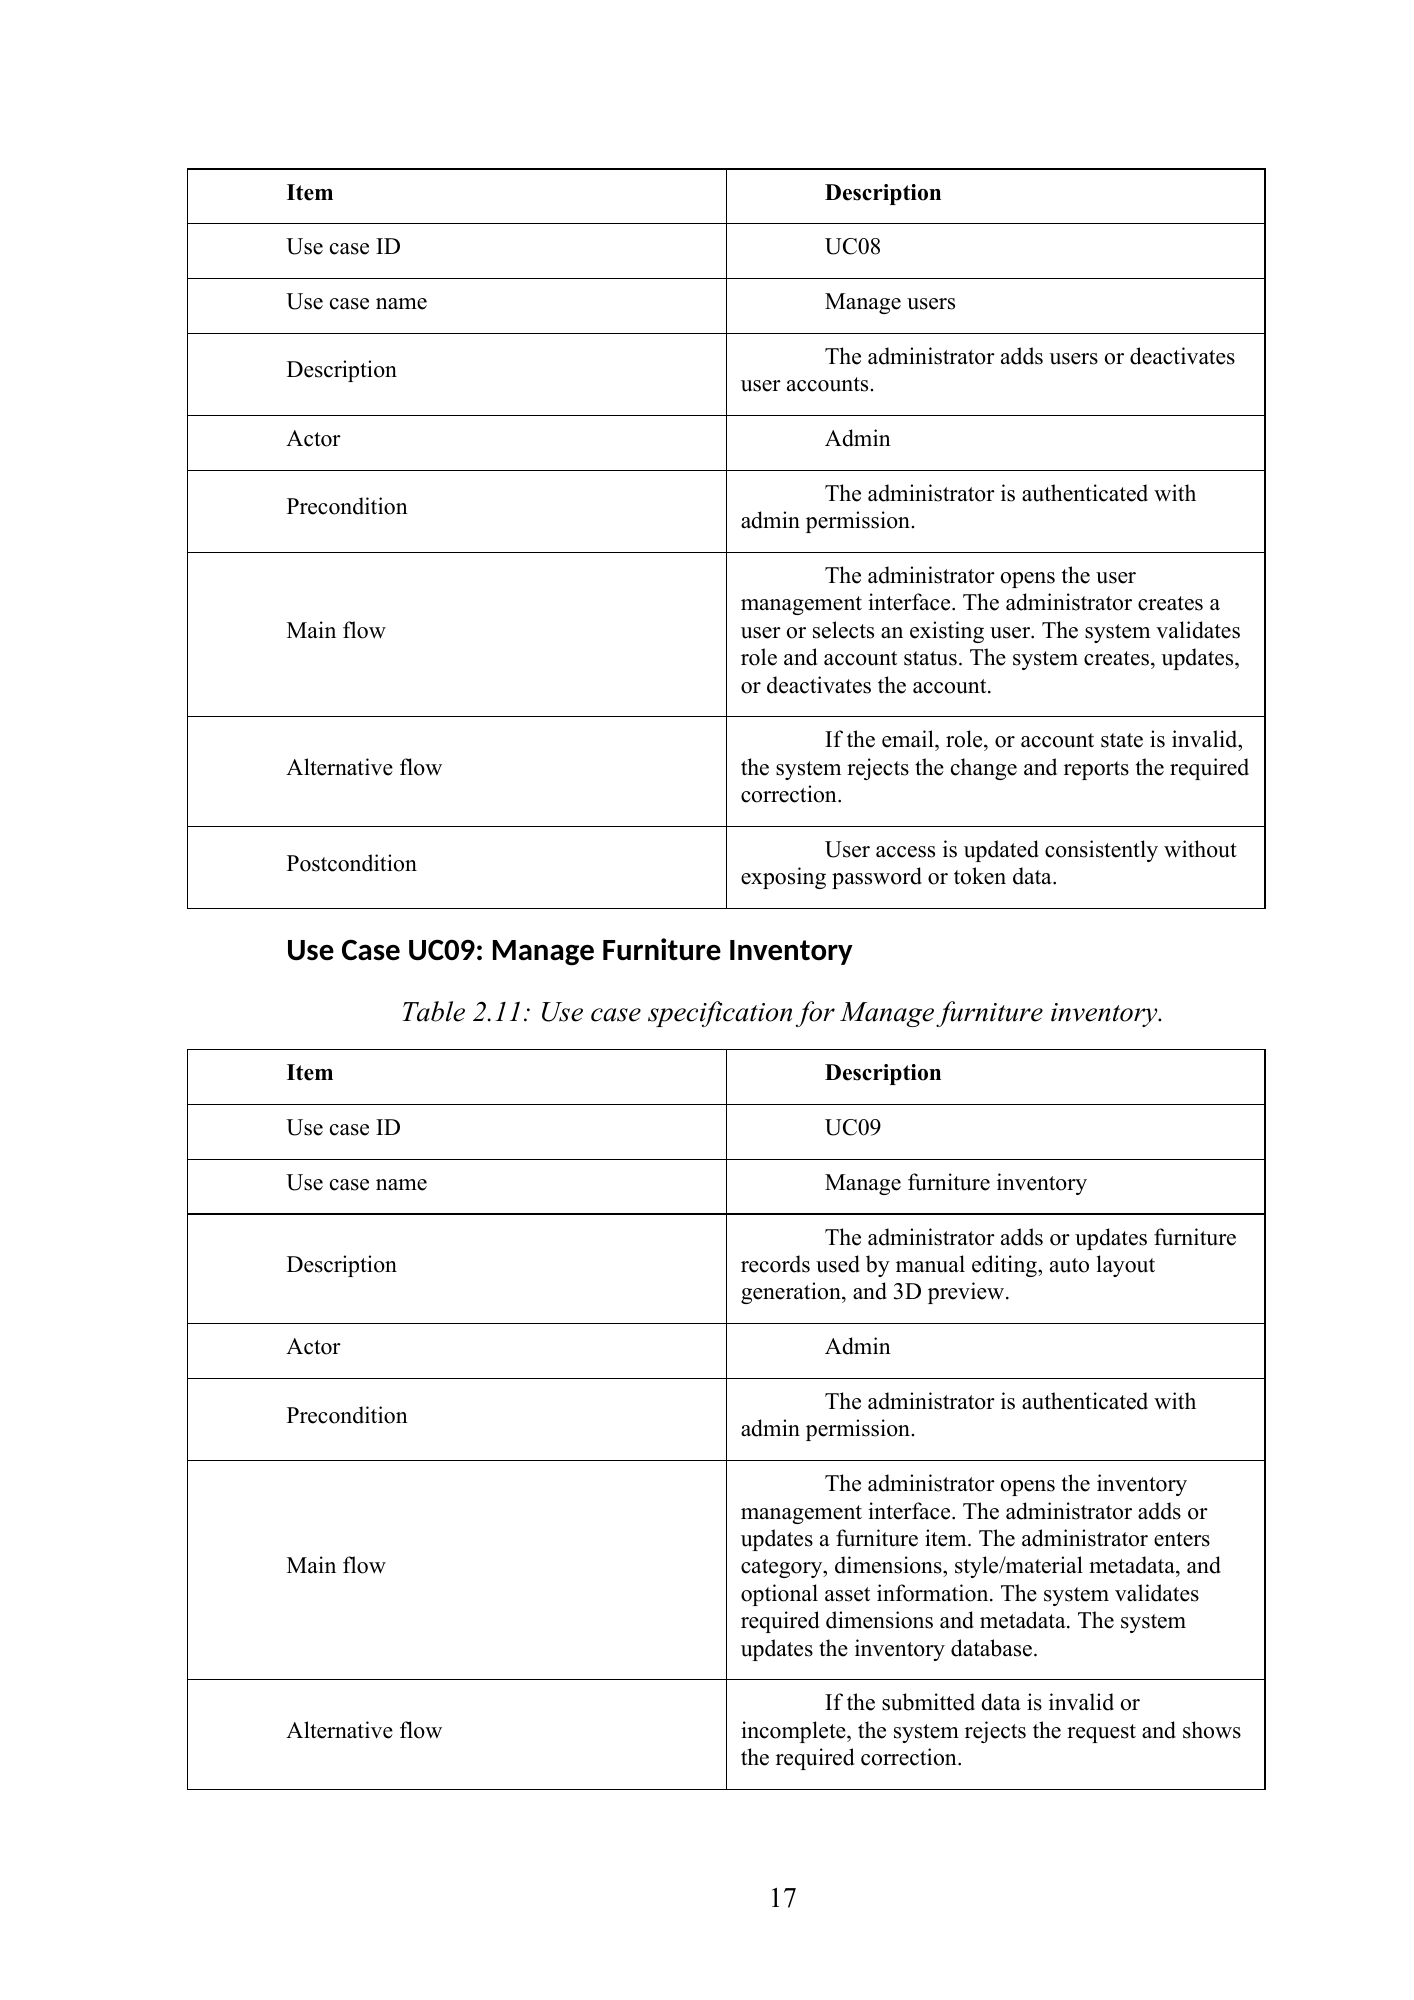 Item
Description
Use case ID
UC08
Use case name
Manage users
Description
The administrator adds users or deactivates
user accounts.
Actor
Admin
Precondition
The administrator is authenticated with
admin permission.
Main flow
The administrator opens the user
management interface. The administrator creates a
user or selects an existing user. The system validates
role and account status. The system creates, updates,
or deactivates the account.
Alternative flow
If the email, role, or account state is invalid,
the system rejects the change and reports the required
correction.
Postcondition
User access is updated consistently without
exposing password or token data.
Use Case UC09: Manage Furniture Inventory
Table 2.11: Use case specification for Manage furniture inventory.
Item
Description
Use case ID
UC09
Use case name
Manage furniture inventory
Description
The administrator adds or updates furniture
records used by manual editing, auto layout
generation, and 3D preview.
Actor
Admin
Precondition
The administrator is authenticated with
admin permission.
Main flow
The administrator opens the inventory
management interface. The administrator adds or
updates a furniture item. The administrator enters
category, dimensions, style/material metadata, and
optional asset information. The system validates
required dimensions and metadata. The system
updates the inventory database.
Alternative flow
If the submitted data is invalid or
incomplete, the system rejects the request and shows
the required correction.
17